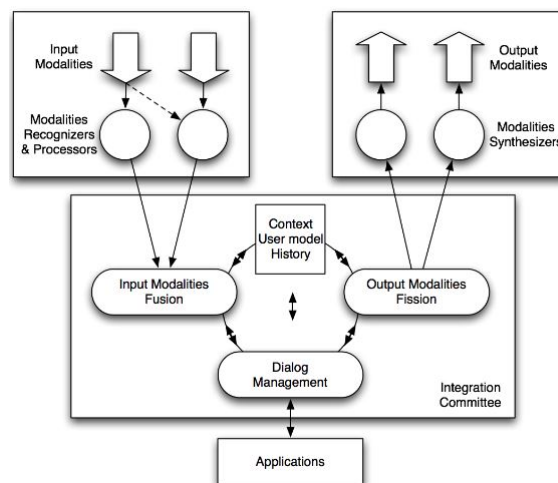 Input
Modalities
Modalities
Recognizers
& Processors
Output
Modalities
Modalities
Synthesizers
Context
User model
History
Input Modalities
Fusion
Output Modalities
Fission
Dialog
Management
Integration
Committee
Applications